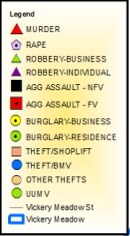 Legend
MURDER
RAPE
ROBBERY-BUSINESS
ROBBERY-INDIVIDUAL
AGG ASSAULT - NFV
AGG ASSAULT - FV
BURGLARY-BUSINESS
BURGLARY-RESIDENCE
THEFT/SHOPLIFT
THEFT/BMV
OTHER THEFTS
UUMV
Vickery Meadow St
Vickery Meadow